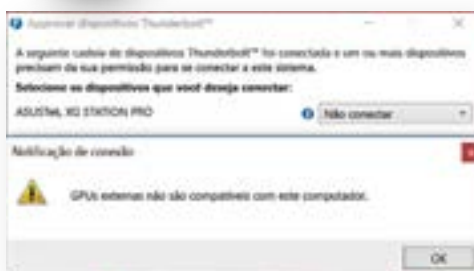 Aprovar dispositivos Thunderbolt™
A seguinte cadeia de dispositivos Thunderbolt™ foi conectada e um ou mais dispositivos
precisam da sua permissão para se conectar a este sistema.
Selecione os dispositivos que você deseja conectar:
ASUSTek, XG STATION PRO
Não conectar
Notificação de conexão
GPUs externas não são compatíveis com este computador.
OK